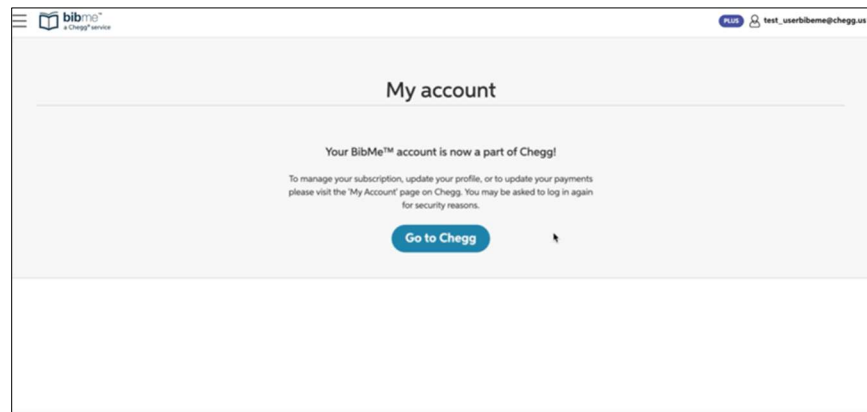 bibme™
a Chegg® service
PLUS test_userbibeme@chegg.us
My account
Your BibMe™ account is now a part of Chegg!
To manage your subscription, update your profile, or to update your payments
please visit the 'My Account' page on Chegg. You may be asked to log in again
for security reasons.
Go to Chegg